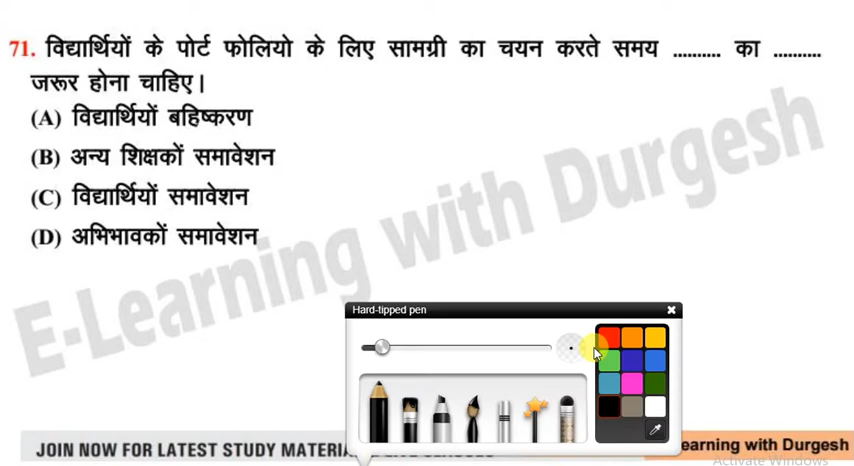 71. विद्यार्थियों के पोर्ट फोलियो के लिए सामग्री का चयन करते समय .......... का ..........
जरूर होना चाहिए।
(A) विद्यार्थियों बहिष्करण
(B) अन्य शिक्षकों समावेशन
(C) विद्यार्थियों समावेशन
(D) अभिभावकों समावेशन
E-Learning with Durgesh
Hard-tipped pen
JOIN NOW FOR LATEST STUDY MATERIA
earning with Durgesh
Activate Windows